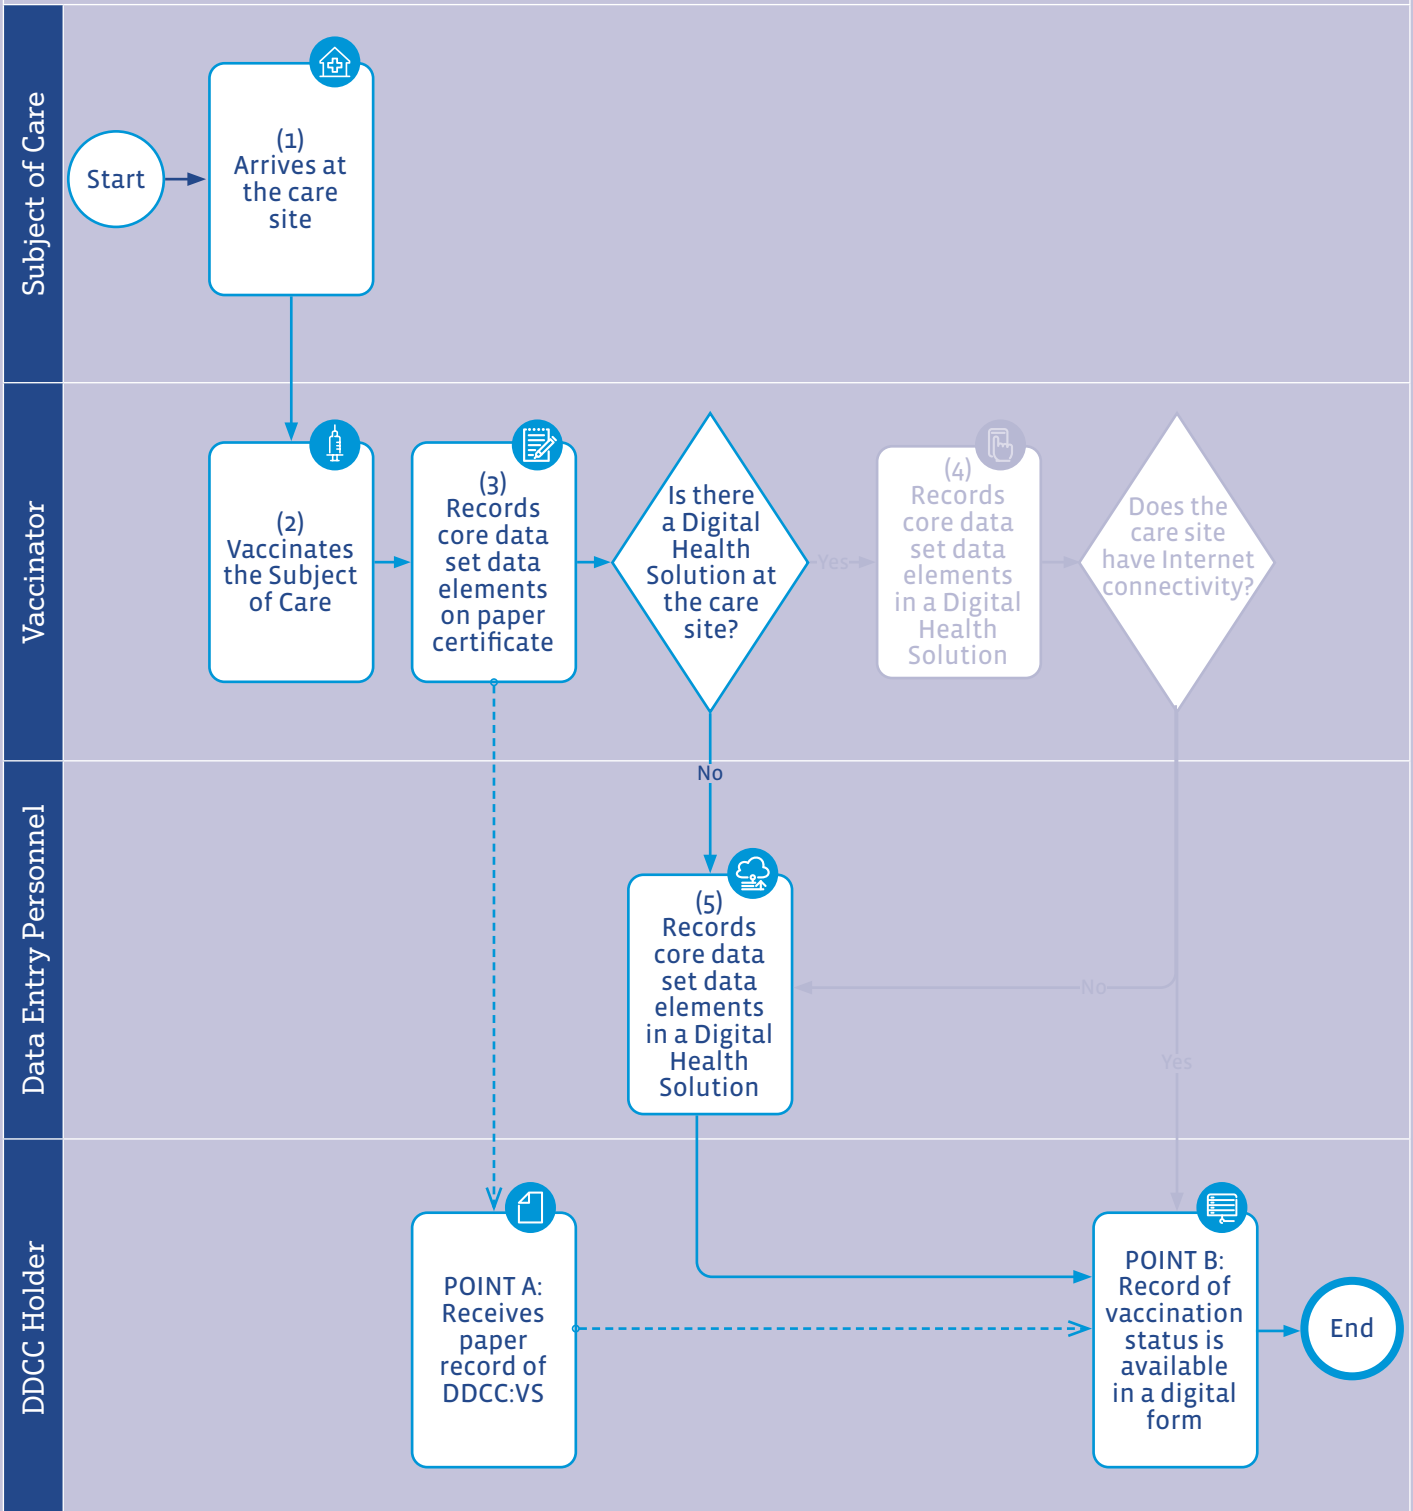 Subject of Care
Start
(1)
Arrives at
the care
site
Vaccinator
(2)
Vaccinates
the Subject
of Care
(3)
Records
core data
set data
elements
on paper
certificate
Is there
a Digital
Health
Solution at
the care
site?
Yes
(4)
Records
core data
set data
elements
in a Digital
Health
Solution
Does the
care site
have Internet
connectivity?
No
Data Entry Personnel
(5)
Records
core data
set data
elements
in a Digital
Health
Solution
No
Yes
DDCC Holder
POINT A:
Receives
paper
record of
DDCC:VS
POINT B:
Record of
vaccination
status is
available
in a digital
form
End